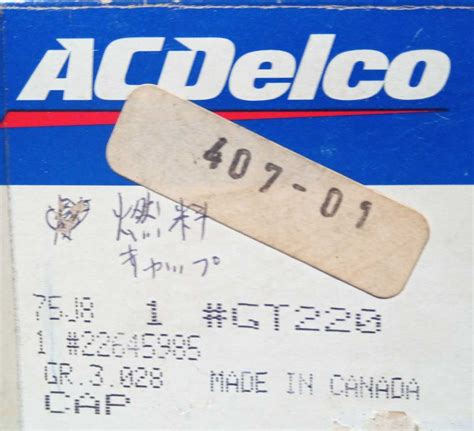 ACDelco
407-01
燃料
キャップ
75J8 1 #GT220
1 #22645985
GR.3.028 MADE IN CANADA
CAP